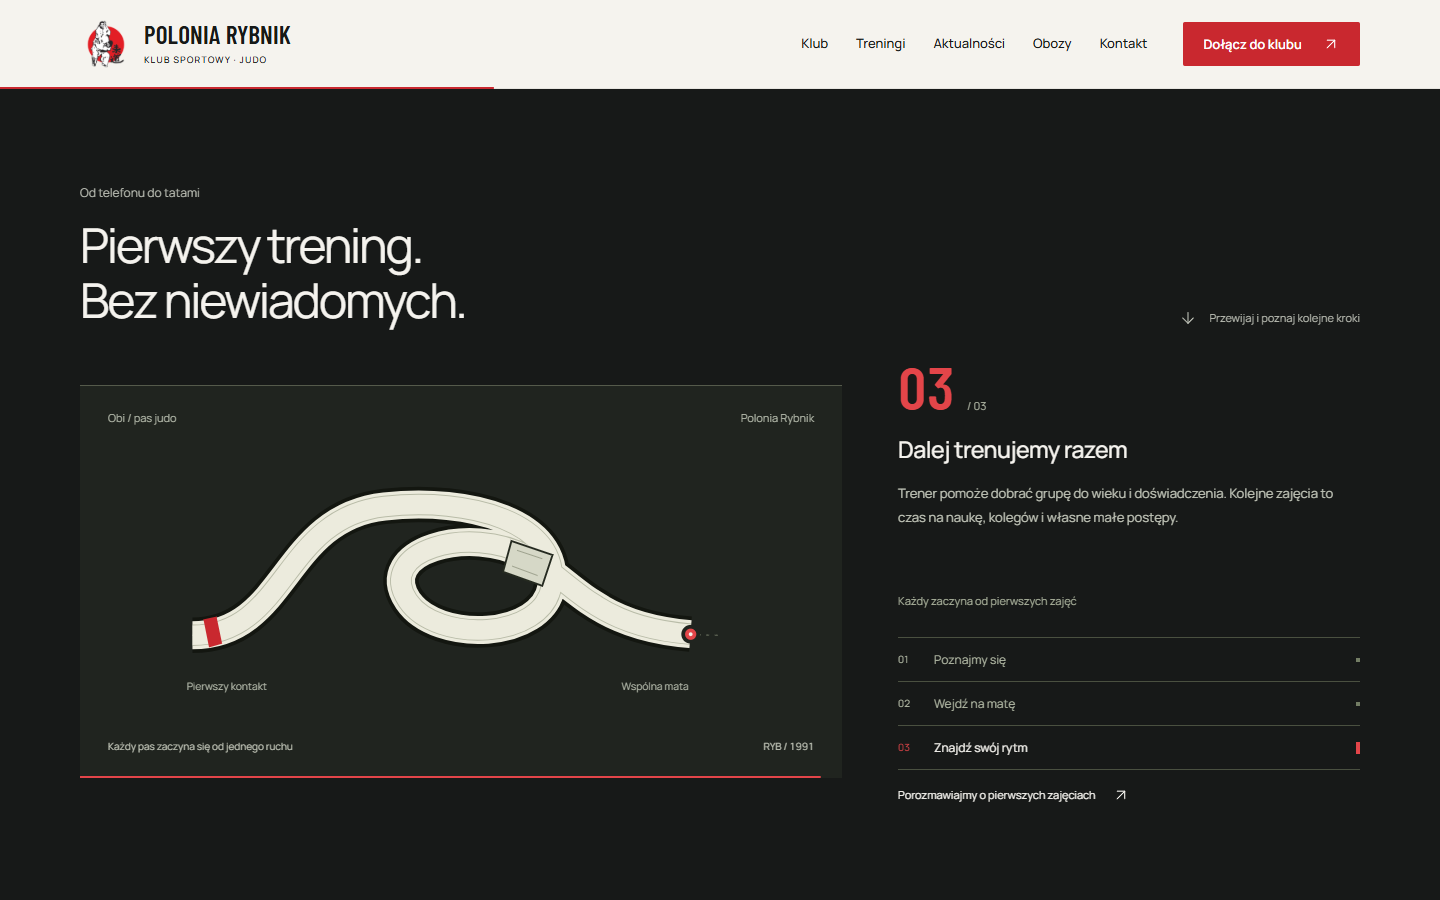 POLONIA RYBNIK
KLUB SPORTOWY · JUDO
Klub
Treningi
Aktualności
Obozy
Kontakt
Dołącz do klubu
Od telefonu do tatami
Pierwszy trening.
Bez niewiadomych.
Przewijaj i poznaj kolejne kroki
Obi / pas judo
Polonia Rybnik
Pierwszy kontakt
Wspólna mata
Każdy pas zaczyna się od jednego ruchu
RYB / 1991
03
/ 03
Dalej trenujemy razem
Trener pomoże dobrać grupę do wieku i doświadczenia. Kolejne zajęcia to
czas na naukę, kolegów i własne małe postępy.
Każdy zaczyna od pierwszych zajęć
01 Poznajmy się
02 Wejdź na matę
03 Znajdź swój rytm
Porozmawiajmy o pierwszych zajęciach